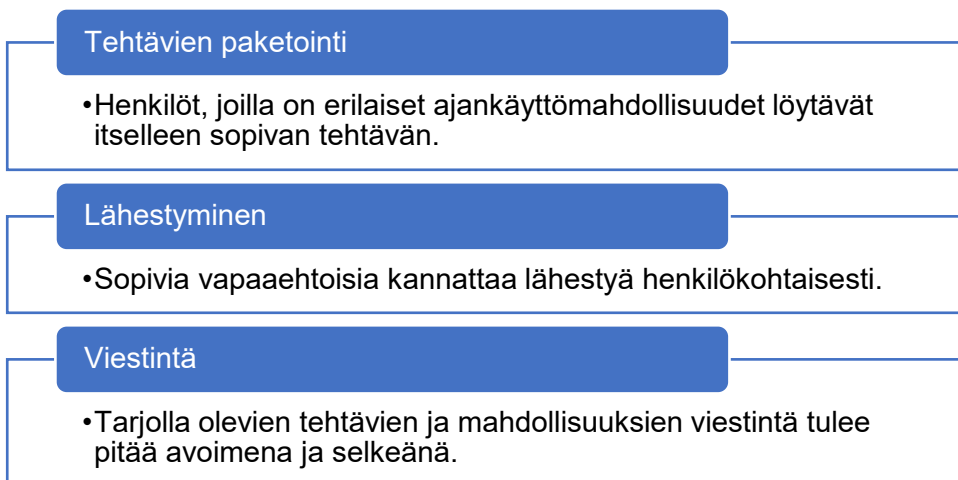 Tehtävien paketointi
•Henkilöt, joilla on erilaiset ajankäyttömahdollisuudet löytävät
itselleen sopivan tehtävän.
Lähestyminen
•Sopivia vapaaehtoisia kannattaa lähestyä henkilökohtaisesti.
Viestintä
•Tarjolla olevien tehtävien ja mahdollisuuksien viestintä tulee
pitää avoimena ja selkeänä.